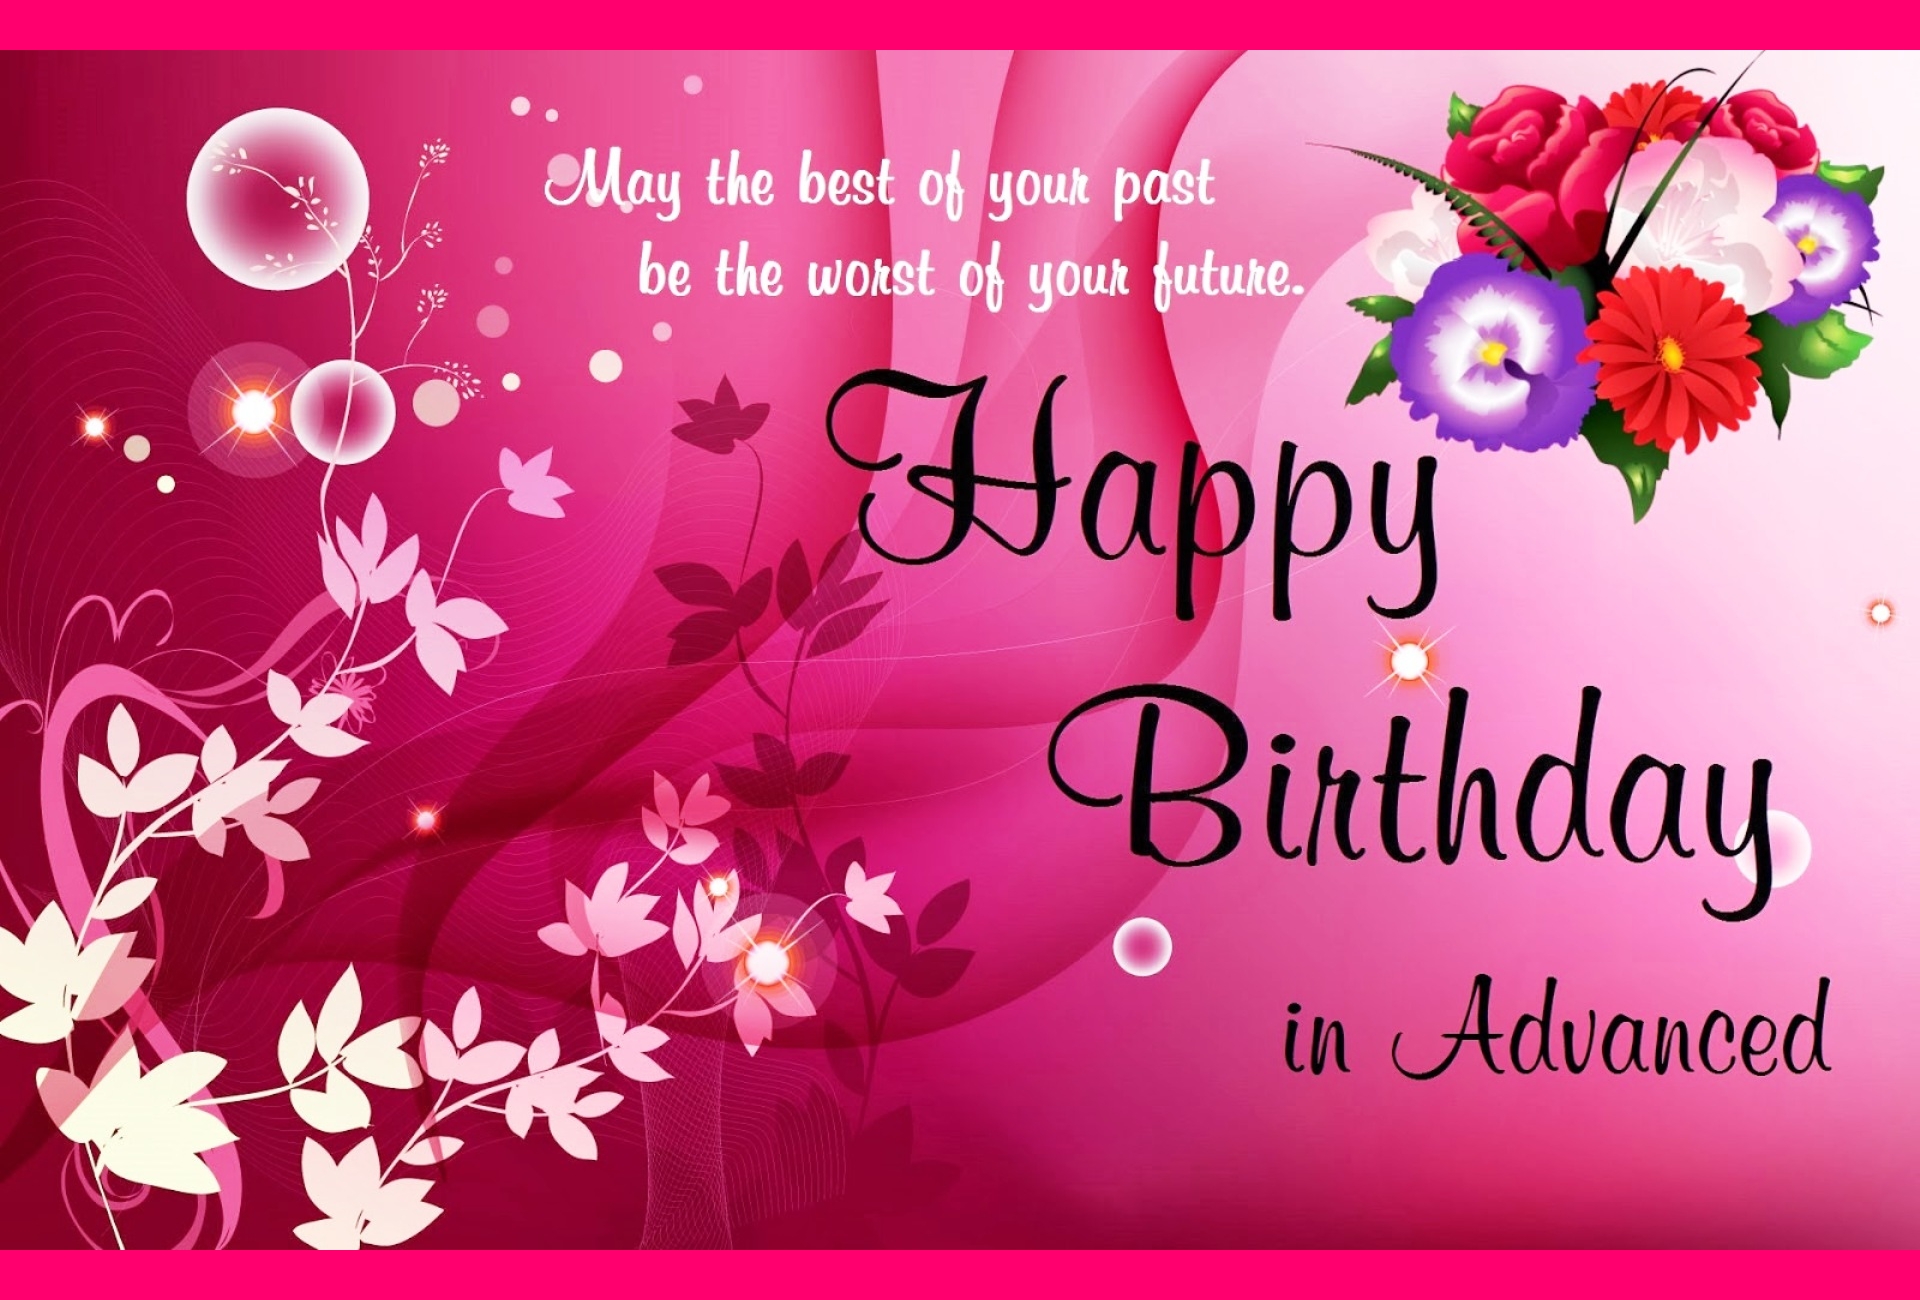 May the best of your past
be the worst of your future.
Happy
Birthday
in Advanced